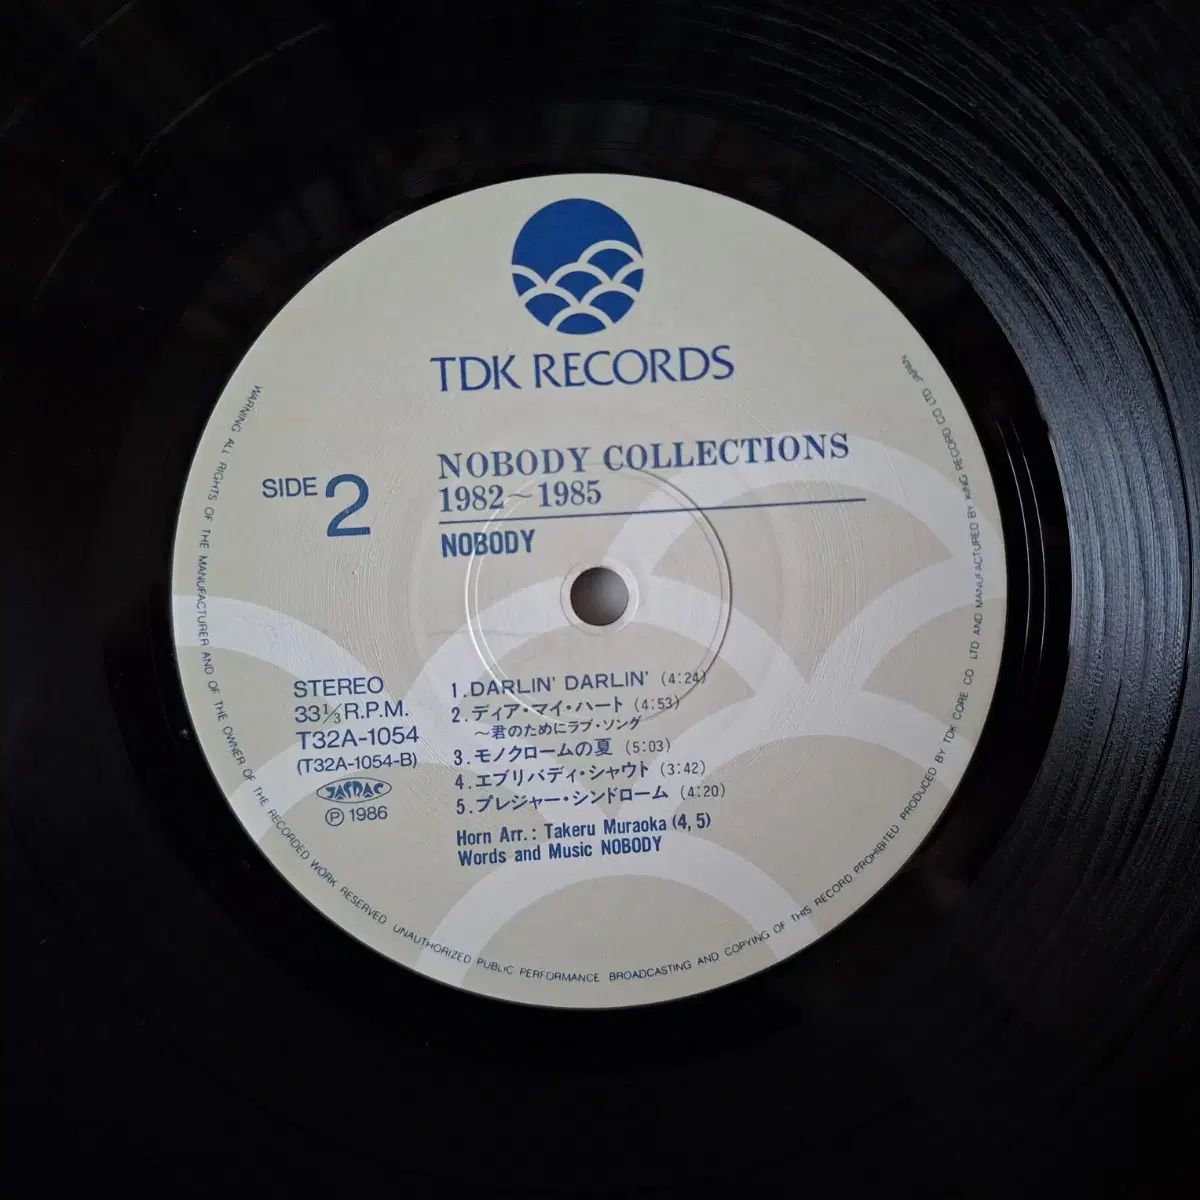 TDK RECORDS
NOBODY COLLECTIONS
1982~1985
NOBODY
SIDE 2
STEREO
33⅓ R.P.M.
T32A-1054
(T32A-1054-B)
JASRAC
Ⓟ 1986
1.DARLIN' DARLIN' (4:24)
2.ディア・マイ・ハート (4:53)
~君のためにラブ・ソング
3.モノクロームの夏 (5:03)
4.エブリバディ・シャウト (3:42)
5.プレジャー・シンドローム (4:20)
Horn Arr.: Takeru Muraoka (4, 5)
Words and Music NOBODY
WARNING ALL RIGHTS OF THE MANUFACTURER AND OF THE OWNER OF THE RECORDED WORK RESERVED UNAUTHORIZED PUBLIC PERFORMANCE BROADCASTING AND COPYING OF THIS RECORD PROHIBITED PRODUCED BY TDK CORE CO LTD AND MANUFACTURED BY KING RECORD CO LTD JAPAN